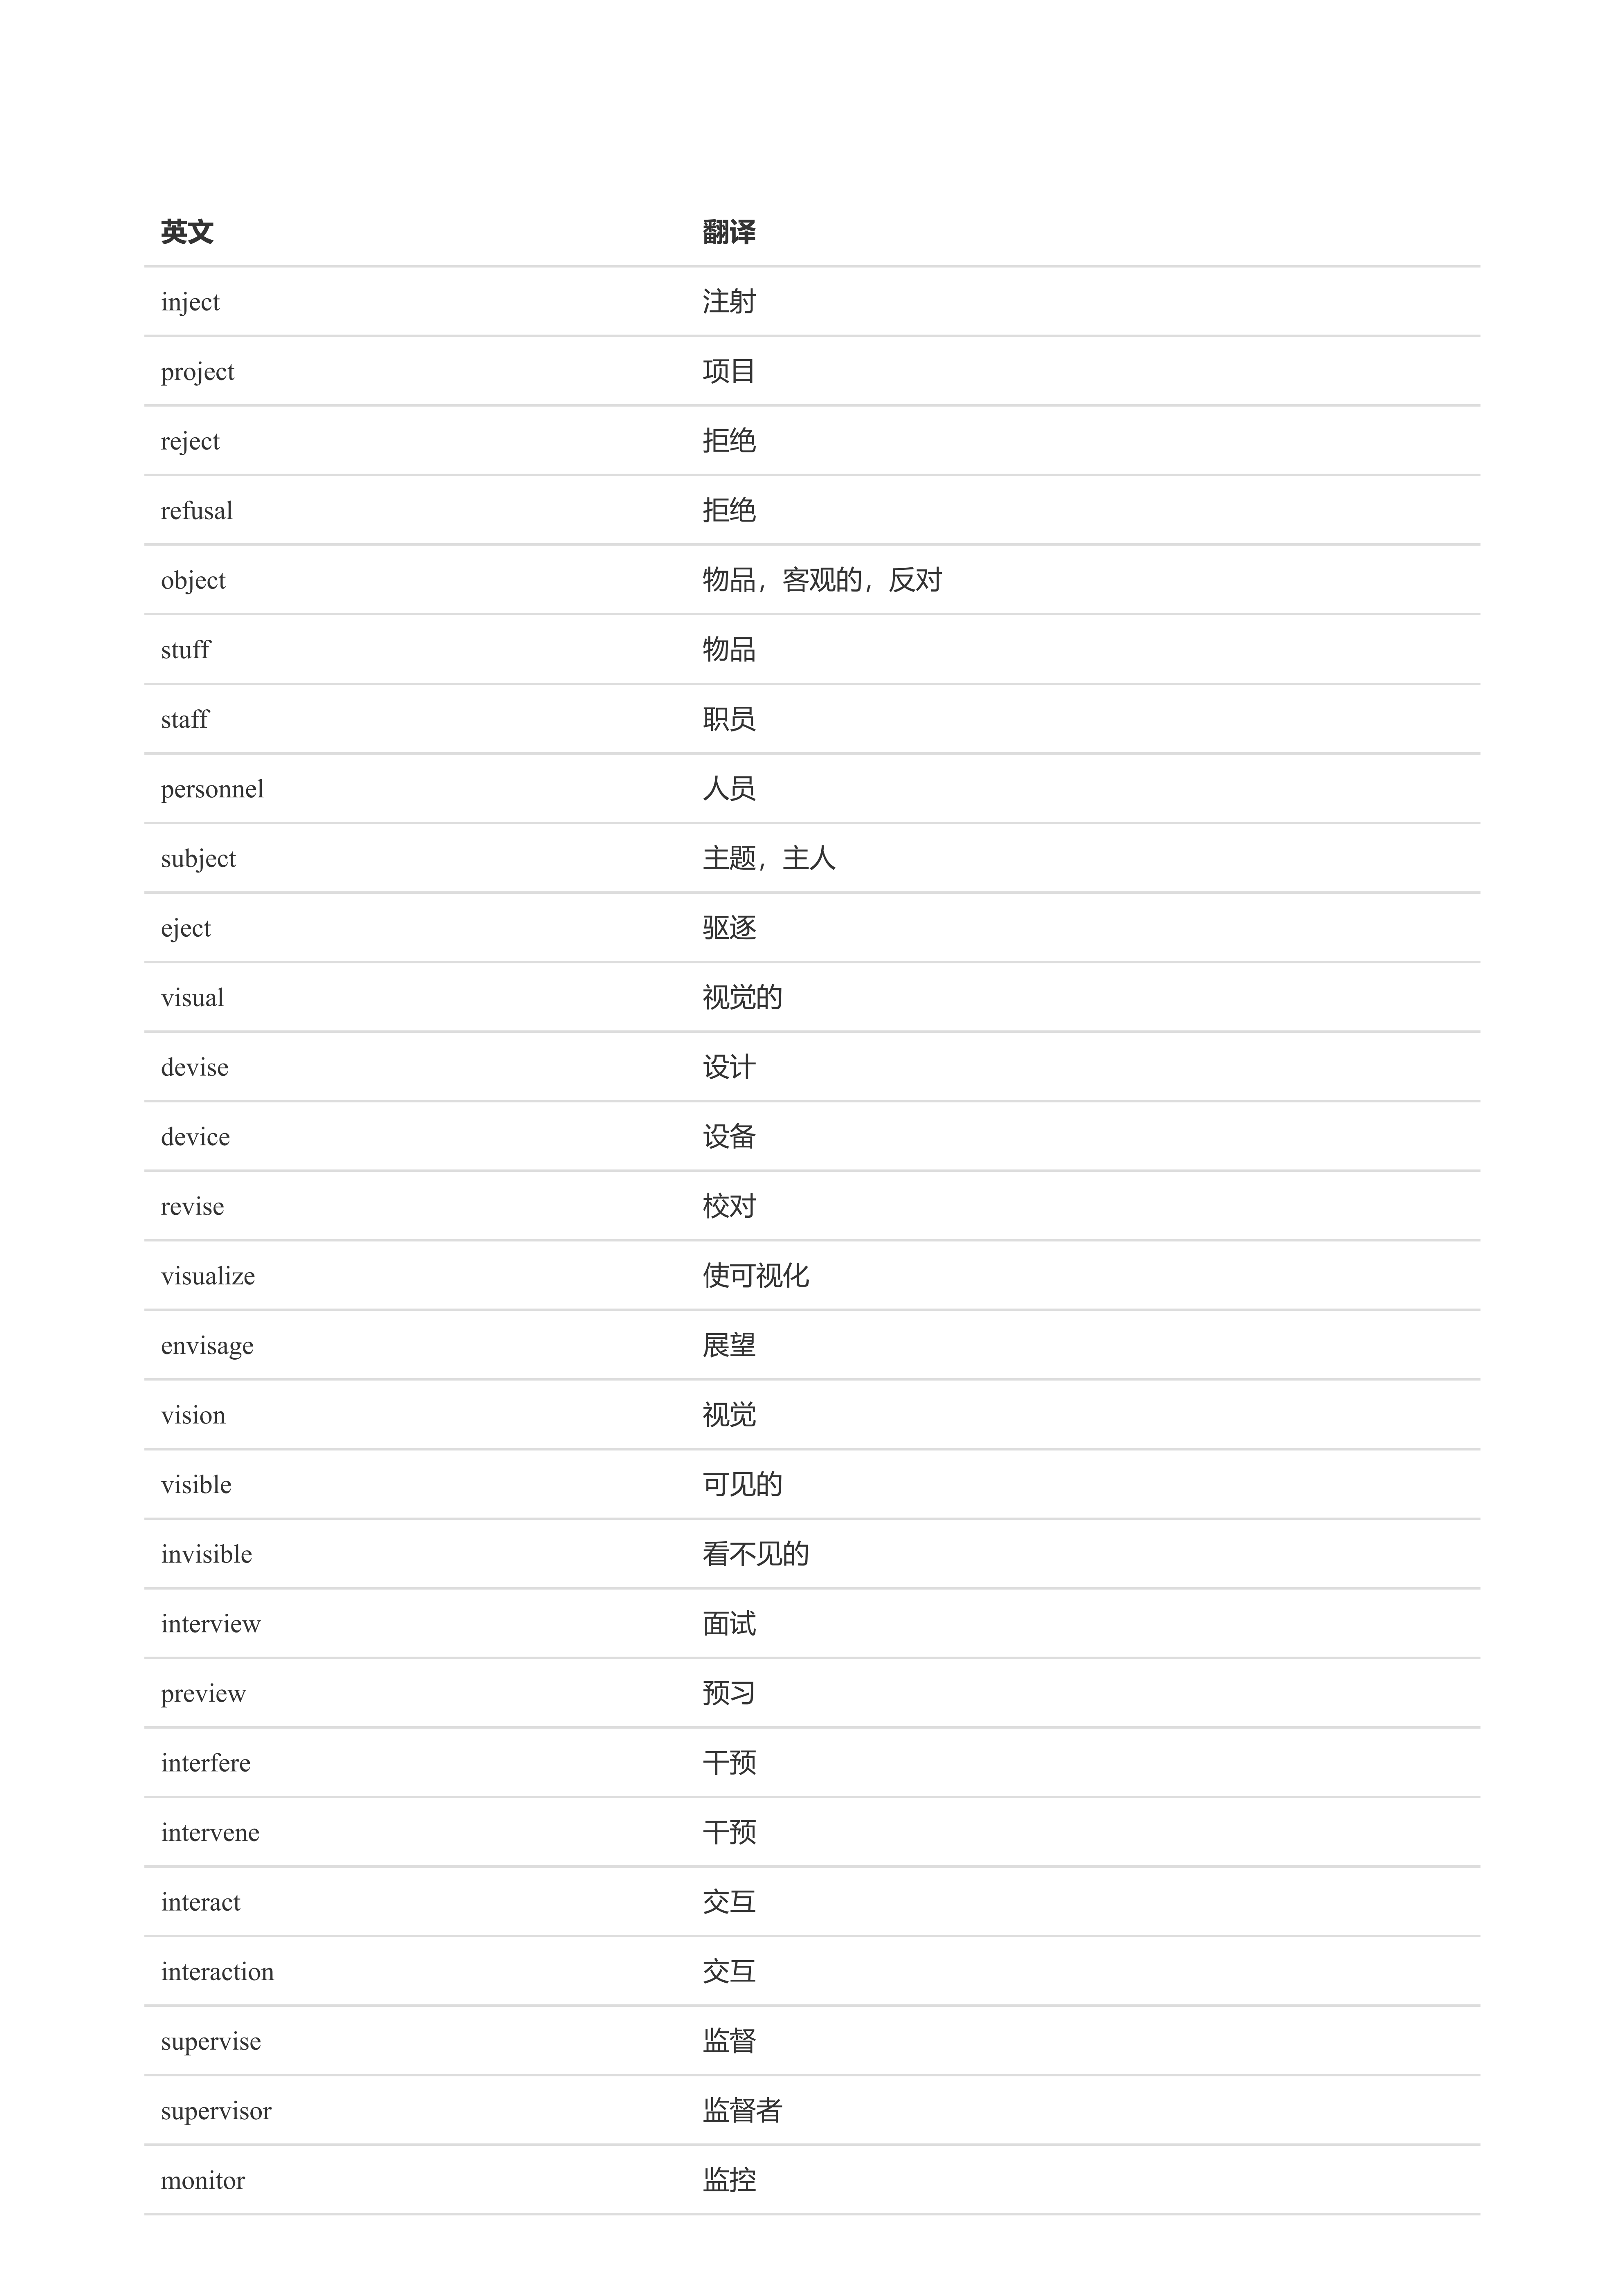 英文 翻译
inject 注射
project 项目
reject 拒绝
refusal 拒绝
object 物品，客观的，反对
stuff 物品
staff 职员
personnel 人员
subject 主题，主人
eject 驱逐
visual 视觉的
devise 设计
device 设备
revise 校对
visualize 使可视化
envisage 展望
vision 视觉
visible 可见的
invisible 看不见的
interview 面试
preview 预习
interfere 干预
intervene 干预
interact 交互
interaction 交互
supervise 监督
supervisor 监督者
monitor 监控